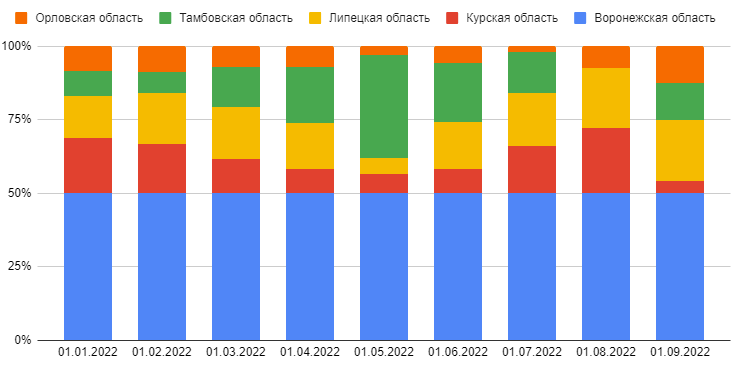 Орловская область Тамбовская область Липецкая область Курская область Воронежская область
100%
75%
50%
25%
0%
01.01.2022 01.02.2022 01.03.2022 01.04.2022 01.05.2022 01.06.2022 01.07.2022 01.08.2022 01.09.2022